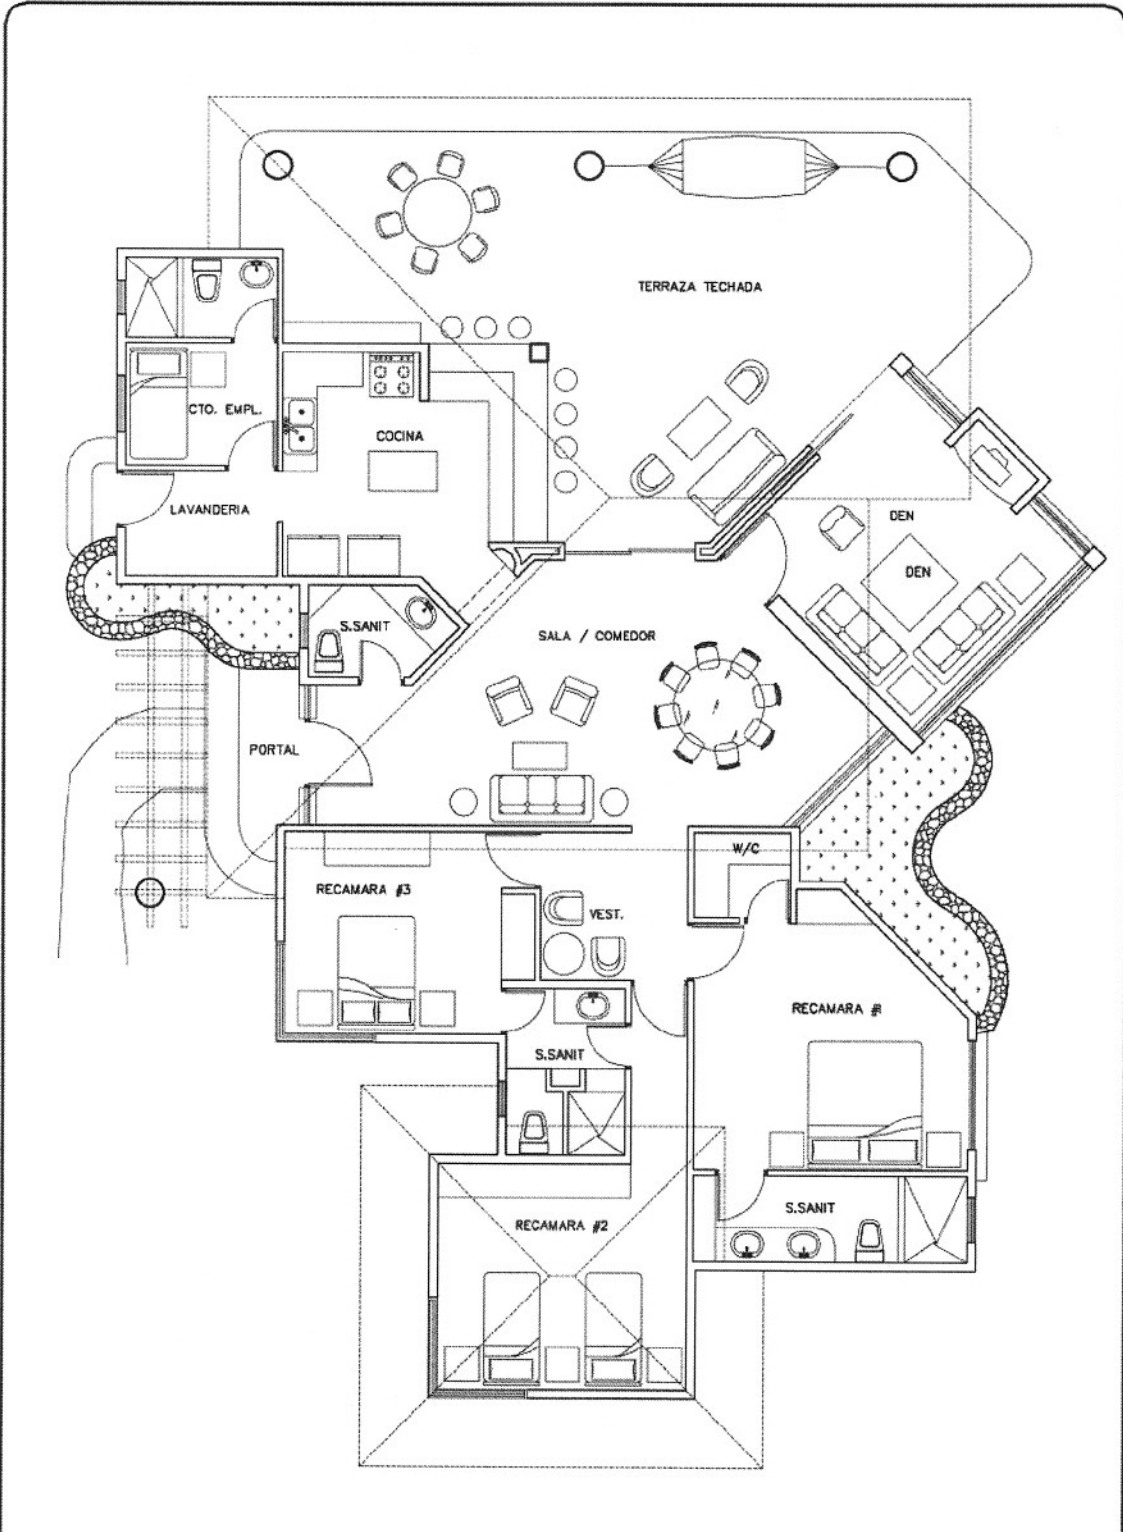 TERRAZA TECHADA
CTO. EMPL.
COCINA
LAVANDERIA
DEN
DEN
S.SANIT
SALA / COMEDOR
PORTAL
W/C
RECAMARA #3
VEST.
RECAMARA #1
S.SANIT
S.SANIT
RECAMARA #2